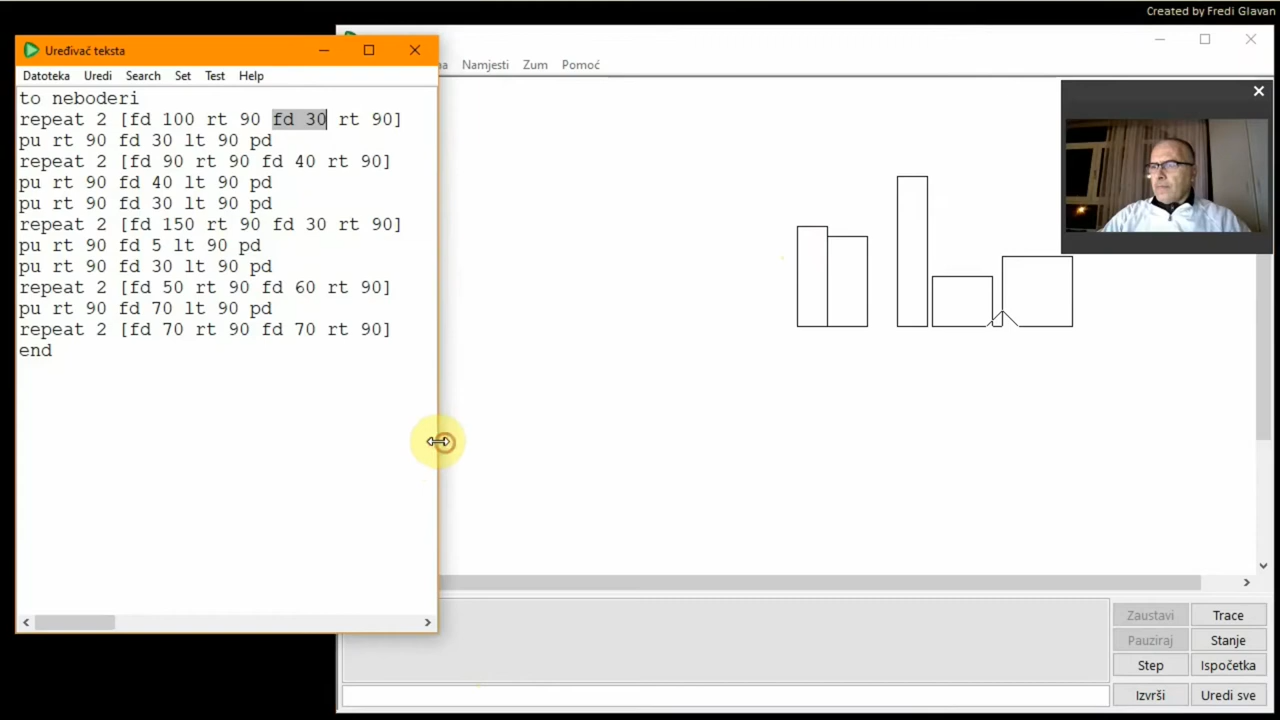 Created by Fredi Glavan
Uređivač teksta
Datoteka Uredi Search Set Test Help
Namjesti Zum Pomoć
to neboderi
repeat 2 [fd 100 rt 90 fd 30 rt 90]
pu rt 90 fd 30 lt 90 pd
repeat 2 [fd 90 rt 90 fd 40 rt 90]
pu rt 90 fd 40 lt 90 pd
pu rt 90 fd 30 lt 90 pd
repeat 2 [fd 150 rt 90 fd 30 rt 90]
pu rt 90 fd 5 lt 90 pd
pu rt 90 fd 30 lt 90 pd
repeat 2 [fd 50 rt 90 fd 60 rt 90]
pu rt 90 fd 70 lt 90 pd
repeat 2 [fd 70 rt 90 fd 70 rt 90]
end
Zaustavi Trace
Pauziraj Stanje
Step Ispočetka
Izvrši Uredi sve